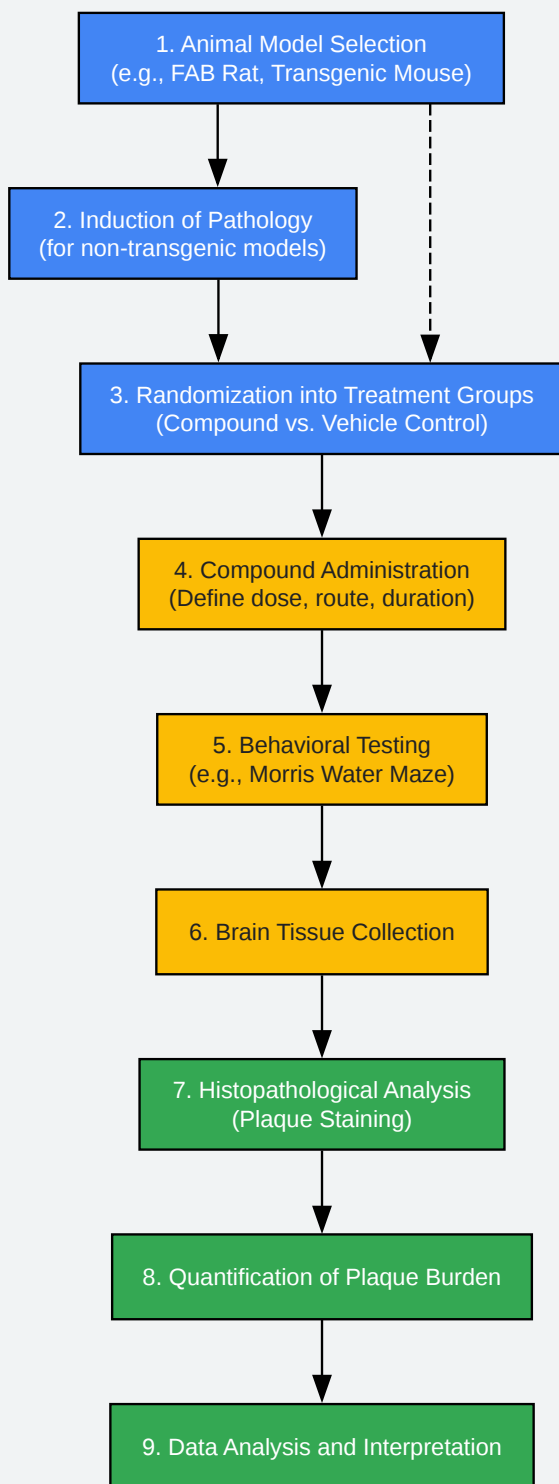 1. Animal Model Selection
(e.g., FAB Rat, Transgenic Mouse)
2. Induction of Pathology
(for non-transgenic models)
3. Randomization into Treatment Groups
(Compound vs. Vehicle Control)
4. Compound Administration
(Define dose, route, duration)
5. Behavioral Testing
(e.g., Morris Water Maze)
6. Brain Tissue Collection
7. Histopathological Analysis
(Plaque Staining)
8. Quantification of Plaque Burden
9. Data Analysis and Interpretation